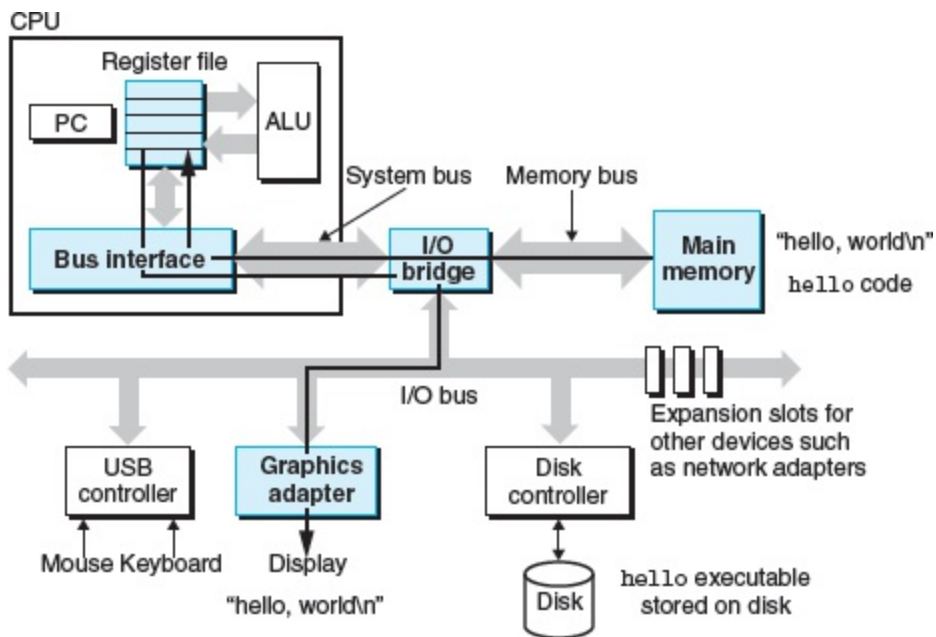 CPU
Register file
PC
ALU
System bus
Memory bus
Bus interface
I/O
bridge
Main
memory
“hello, world\n”
hello code
I/O bus
Expansion slots for
other devices such
as network adapters
USB
controller
Graphics
adapter
Disk
controller
Mouse Keyboard
Display
“hello, world\n”
Disk
hello executable
stored on disk